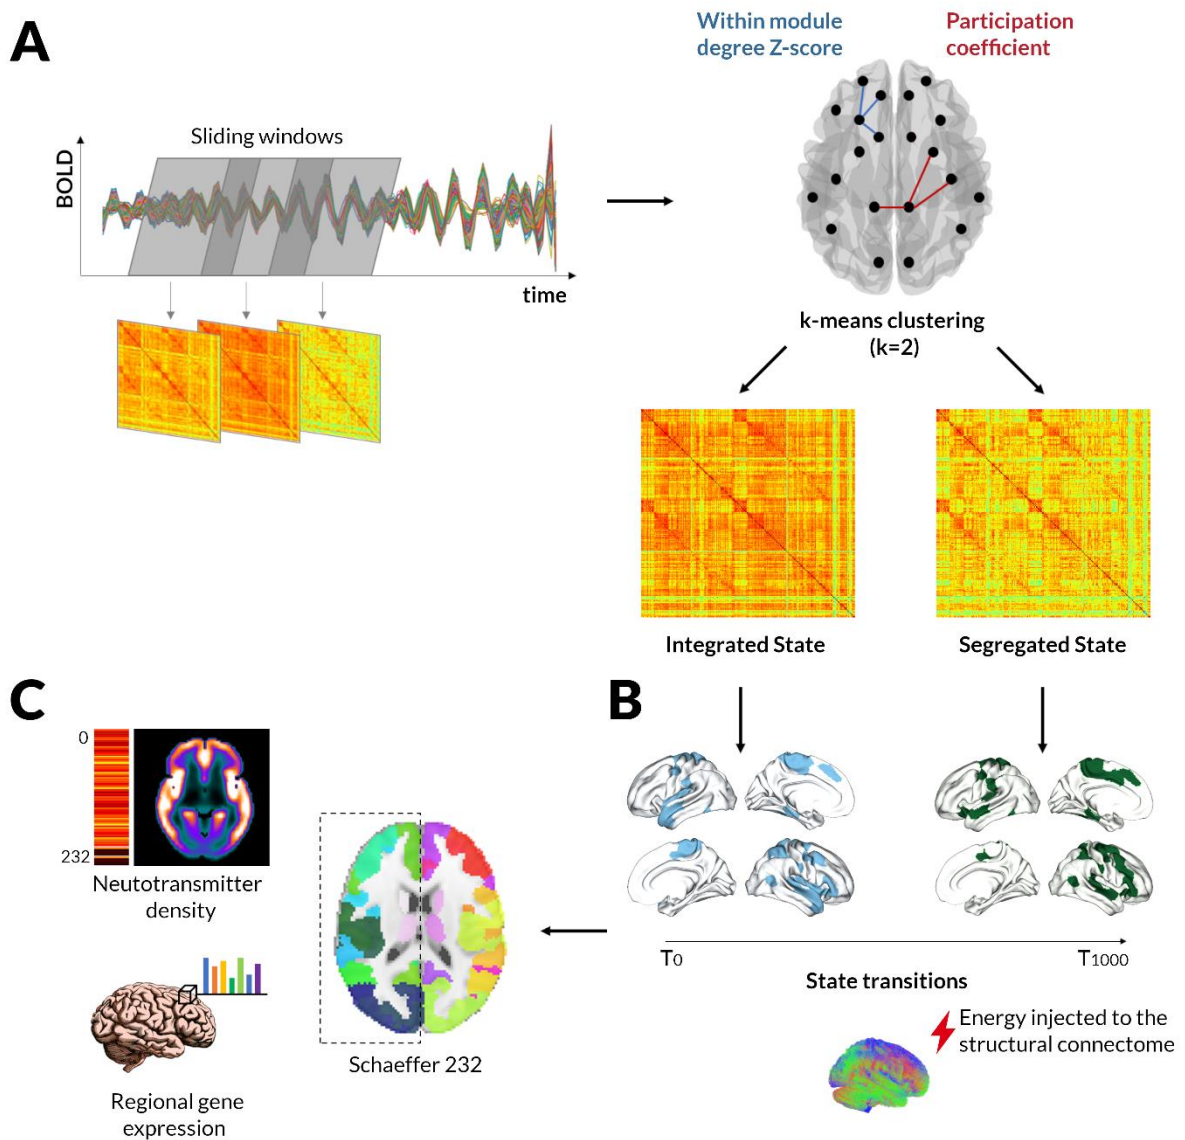 A
Within module
degree Z-score
Participation
coefficient
Sliding windows
BOLD
time
k-means clustering
(k=2)
Integrated State
Segregated State
C
0
232
Neutotransmitter
density
Schaeffer 232
Regional gene
expression
B
T0
T1000
State transitions
Energy injected to the
structural connectome